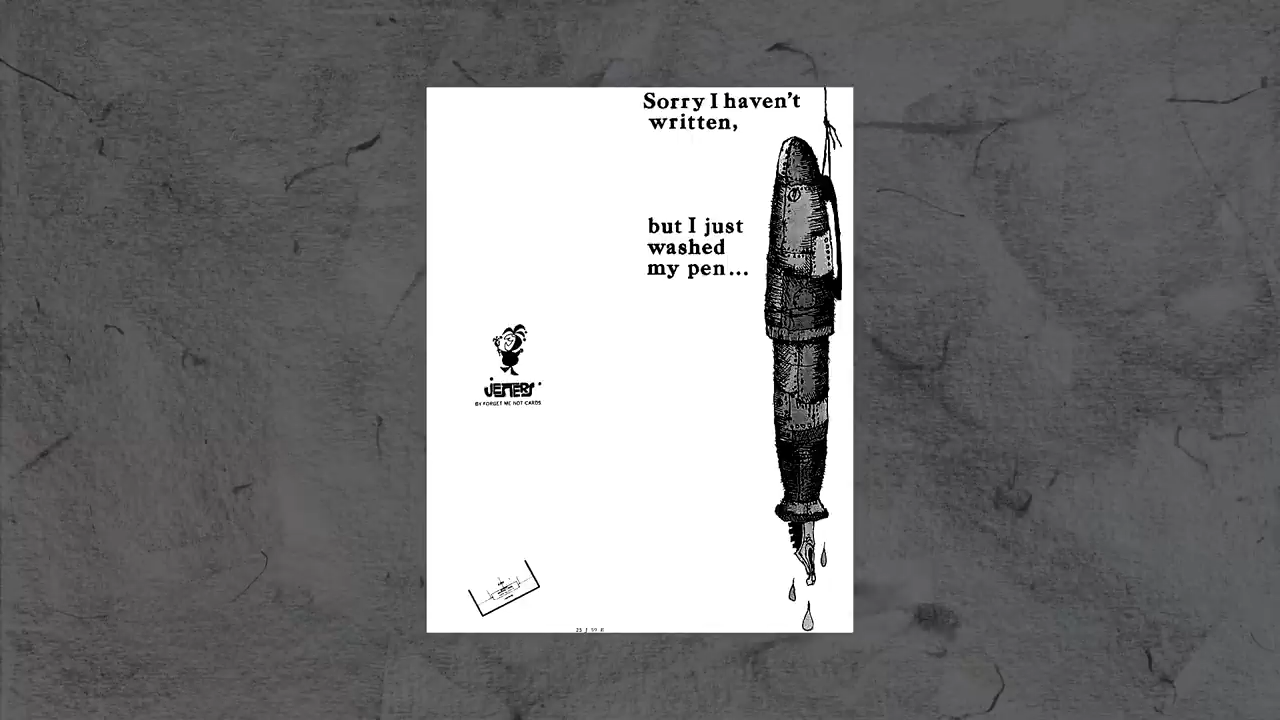 Sorry I haven't
written,
but I just
washed
my pen...
JESTERS
BY FORGET ME NOT CARDS